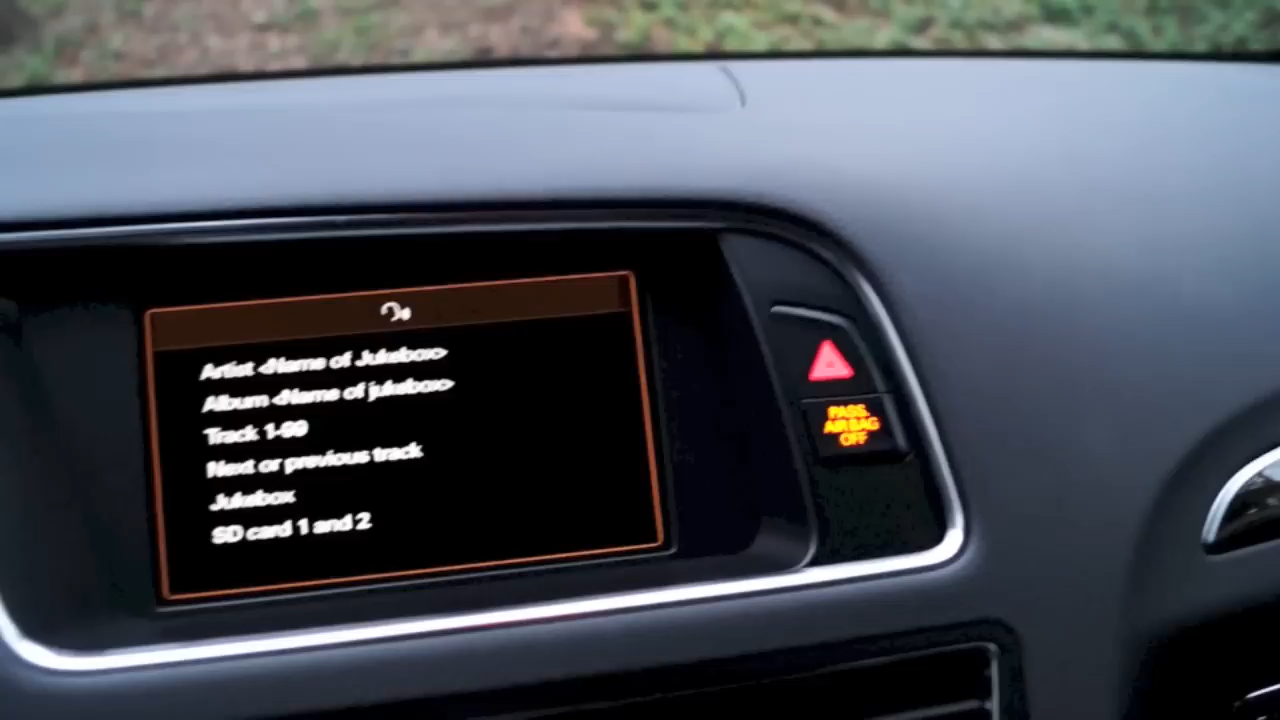 Artist <Name of Jukebox>
Album <Name of jukebox>
Track 1-99
Next or previous track
Jukebox
SD card 1 and 2
PASS.
AIR BAG
OFF